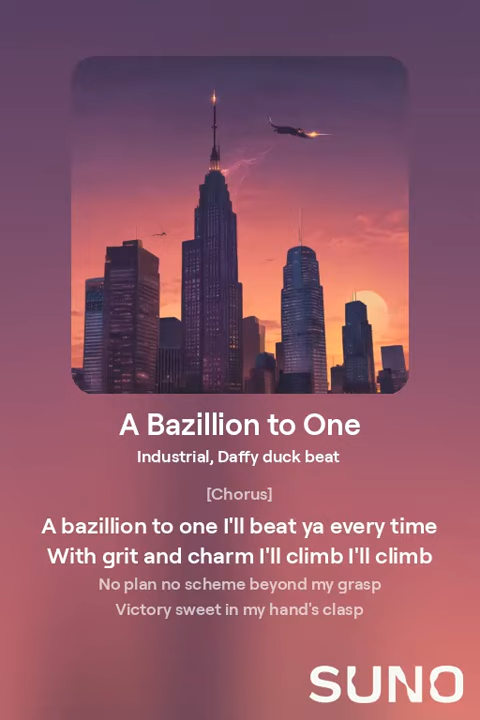 A Bazillion to One
Industrial, Daffy duck beat
[Chorus]
A bazillion to one I'll beat ya every time
With grit and charm I'll climb I'll climb
No plan no scheme beyond my grasp
Victory sweet in my hand's clasp
SUNO